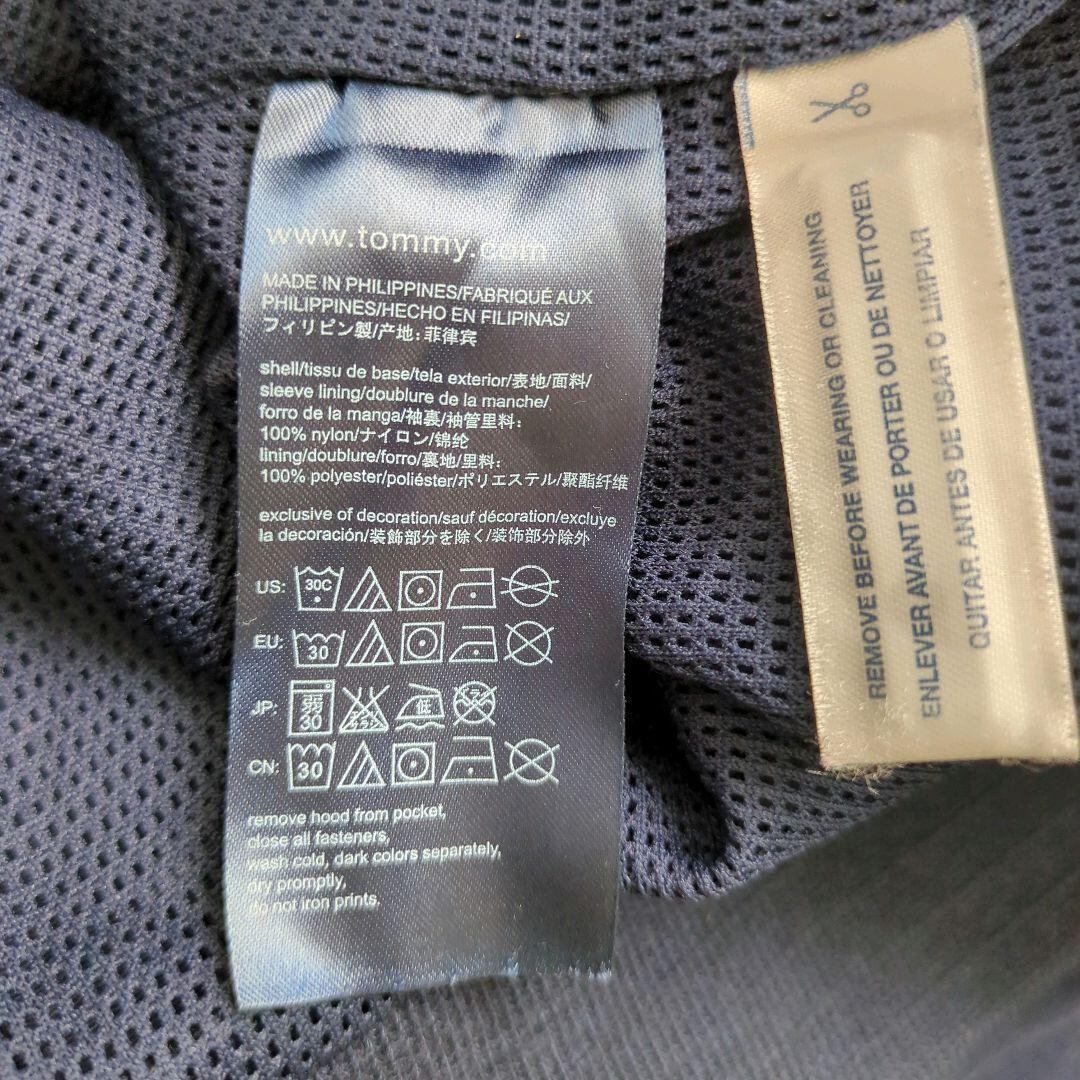 www.tommy.com
MADE IN PHILIPPINES/FABRIQUÉ AUX
PHILIPPINES/HECHO EN FILIPINAS/
フィリピン製/产地:菲律宾
shell/tissu de base/tela exterior/表地/面料/
sleeve lining/doublure de la manche/
forro de la manga/袖裏/袖管里料:
100% nylon/ナイロン/锦纶
lining/doublure/forro/裏地/里料:
100% polyester/poliéster/ポリエステル/聚酯纤维
exclusive of decoration/sauf décoration/excluye
la decoración/装飾部分を除く/装饰部分除外
US: 30C
EU: 30
JP: 弱 30 低
CN: 30
remove hood from pocket,
close all fasteners,
wash cold, dark colors separately,
dry promptly,
do not iron prints.
REMOVE BEFORE WEARING OR CLEANING
ENLEVER AVANT DE PORTER OU DE NETTOYER
QUITAR ANTES DE USAR O LIMPIAR